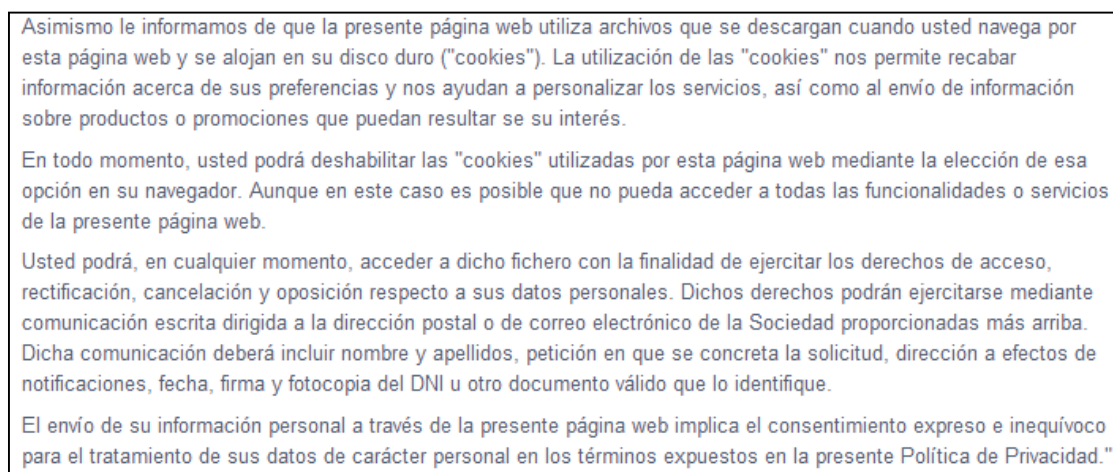 Asimismo le informamos de que la presente página web utiliza archivos que se descargan cuando usted navega por
esta página web y se alojan en su disco duro ("cookies"). La utilización de las "cookies" nos permite recabar
información acerca de sus preferencias y nos ayudan a personalizar los servicios, así como al envío de información
sobre productos o promociones que puedan resultar se su interés.
En todo momento, usted podrá deshabilitar las "cookies" utilizadas por esta página web mediante la elección de esa
opción en su navegador. Aunque en este caso es posible que no pueda acceder a todas las funcionalidades o servicios
de la presente página web.
Usted podrá, en cualquier momento, acceder a dicho fichero con la finalidad de ejercitar los derechos de acceso,
rectificación, cancelación y oposición respecto a sus datos personales. Dichos derechos podrán ejercitarse mediante
comunicación escrita dirigida a la dirección postal o de correo electrónico de la Sociedad proporcionadas más arriba.
Dicha comunicación deberá incluir nombre y apellidos, petición en que se concreta la solicitud, dirección a efectos de
notificaciones, fecha, firma y fotocopia del DNI u otro documento válido que lo identifique.
El envío de su información personal a través de la presente página web implica el consentimiento expreso e inequívoco
para el tratamiento de sus datos de carácter personal en los términos expuestos en la presente Política de Privacidad."